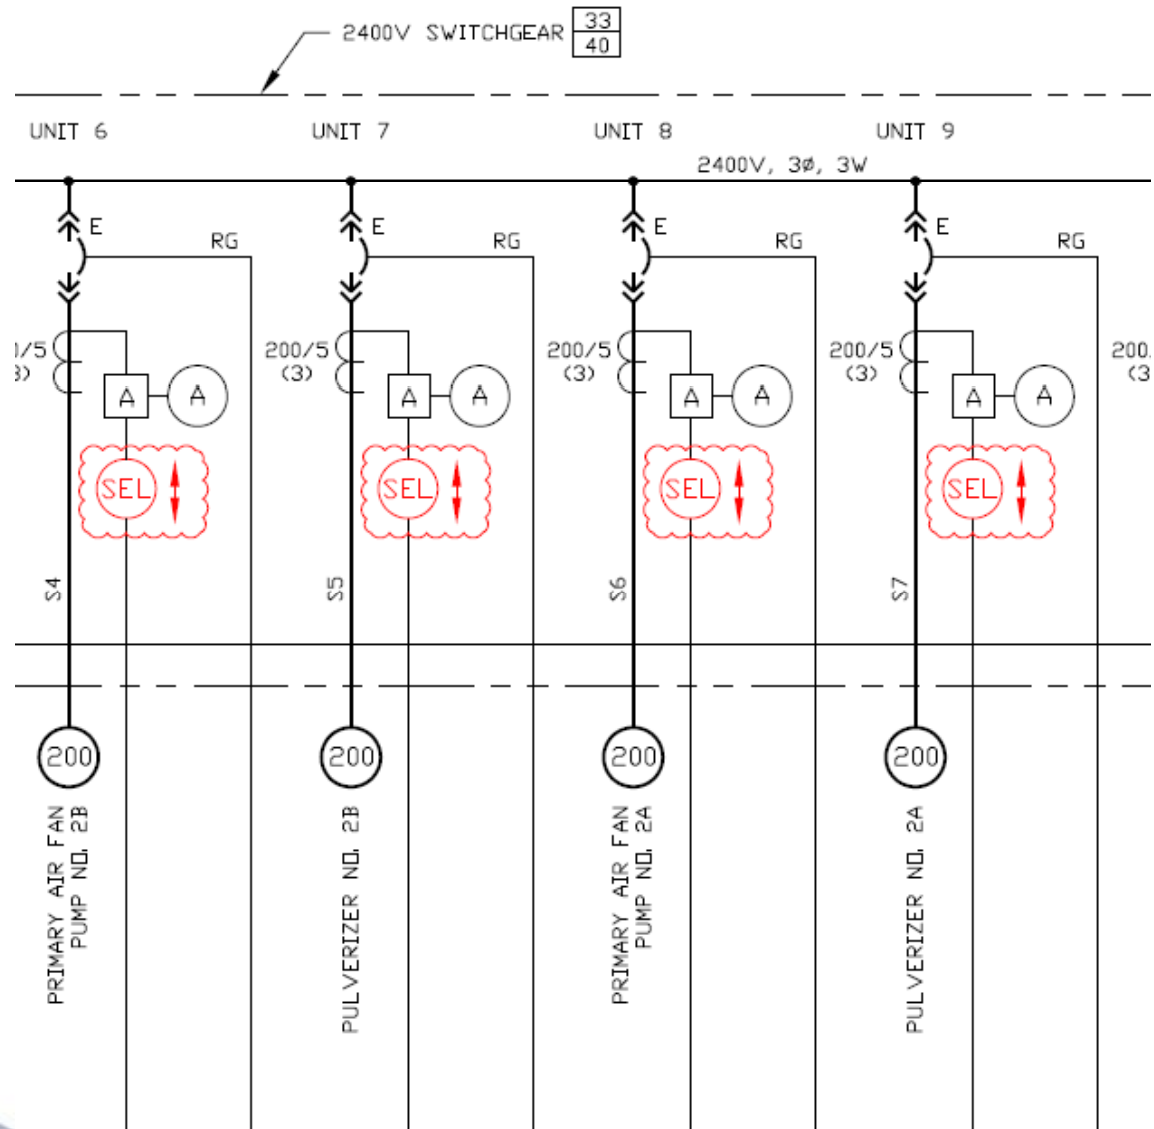 2400V SWITCHGEAR
33
40
UNIT 6
UNIT 7
UNIT 8
UNIT 9
2400V, 3Ø, 3W
E
RG
E
RG
E
RG
E
RG
200/5
(3)
200/5
(3)
200/5
(3)
A
A
A
A
A
A
A
A
SEL
SEL
SEL
SEL
S4
S5
S6
S7
200
200
200
200
PRIMARY AIR FAN
PUMP NO. 2B
PULVERIZER NO. 2B
PRIMARY AIR FAN
PUMP NO. 2A
PULVERIZER NO. 2A